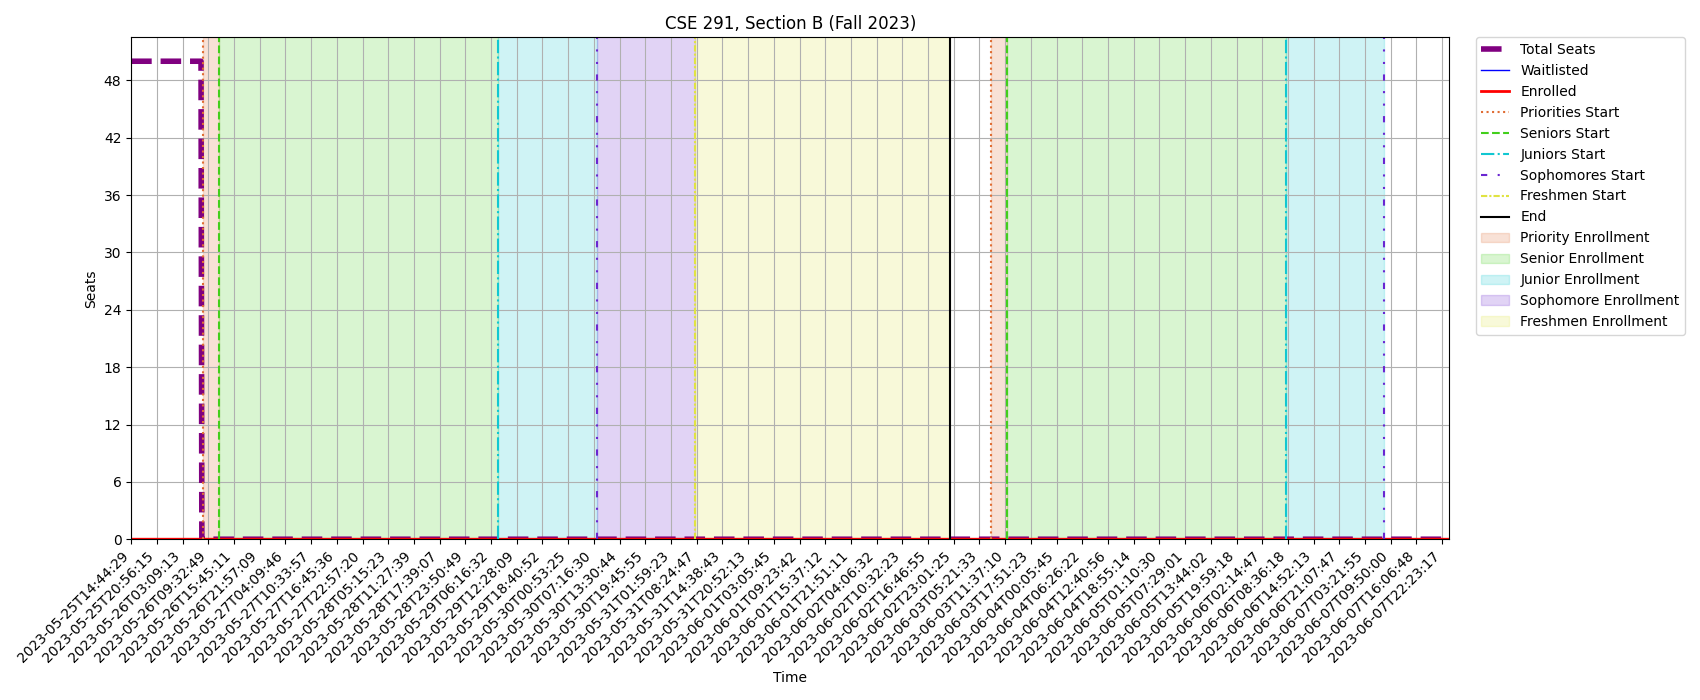 CSE 291, Section B (Fall 2023)
Seats
48
42
36
30
24
18
12
6
0
2023-05-25T14:44:29
2023-05-25T20:56:15
2023-05-26T03:09:13
2023-05-26T09:32:49
2023-05-26T15:45:11
2023-05-26T21:57:09
2023-05-27T04:09:46
2023-05-27T10:33:57
2023-05-27T16:45:36
2023-05-27T22:57:20
2023-05-28T05:15:23
2023-05-28T11:27:39
2023-05-28T17:39:07
2023-05-28T23:50:49
2023-05-29T06:16:32
2023-05-29T12:28:09
2023-05-29T18:40:52
2023-05-30T00:53:25
2023-05-30T07:16:30
2023-05-30T13:30:44
2023-05-30T19:45:55
2023-05-31T01:59:23
2023-05-31T08:24:47
2023-05-31T14:38:43
2023-05-31T20:52:13
2023-06-01T03:05:45
2023-06-01T09:23:42
2023-06-01T15:37:12
2023-06-01T21:51:11
2023-06-02T04:06:32
2023-06-02T10:32:23
2023-06-02T16:46:55
2023-06-02T23:01:25
2023-06-03T05:21:33
2023-06-03T11:37:10
2023-06-03T17:51:23
2023-06-04T00:05:45
2023-06-04T06:26:22
2023-06-04T12:40:56
2023-06-04T18:55:14
2023-06-05T01:10:30
2023-06-05T07:29:01
2023-06-05T13:44:02
2023-06-05T19:59:18
2023-06-06T02:14:47
2023-06-06T08:36:18
2023-06-06T14:52:13
2023-06-06T21:07:47
2023-06-07T03:21:55
2023-06-07T09:50:00
2023-06-07T16:06:48
2023-06-07T22:23:17
Time
Total Seats
Waitlisted
Enrolled
Priorities Start
Seniors Start
Juniors Start
Sophomores Start
Freshmen Start
End
Priority Enrollment
Senior Enrollment
Junior Enrollment
Sophomore Enrollment
Freshmen Enrollment